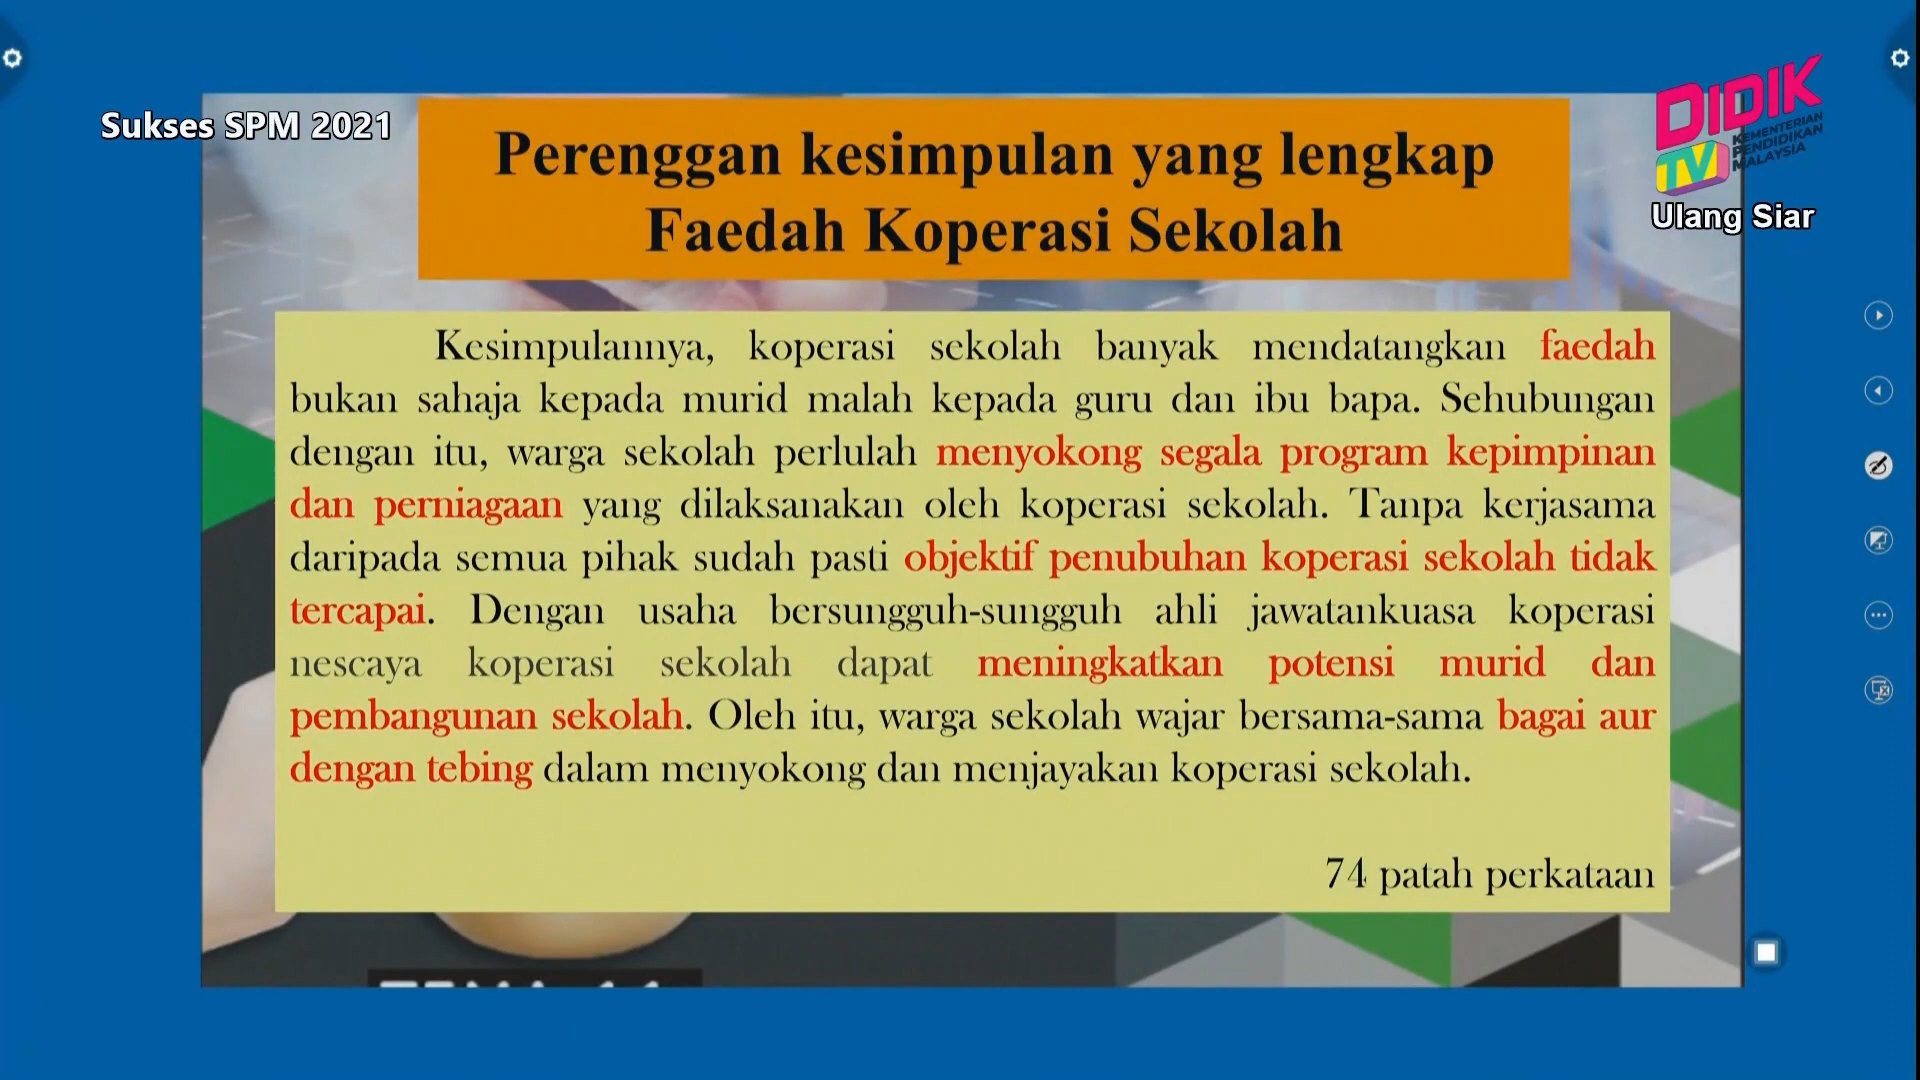 Sukses SPM 2021
DIDIK
TV
KEMENTERIAN
PENDIDIKAN
MALAYSIA
Ulang Siar
Perenggan kesimpulan yang lengkap
Faedah Koperasi Sekolah
Kesimpulannya, koperasi sekolah banyak mendatangkan faedah
bukan sahaja kepada murid malah kepada guru dan ibu bapa. Sehubungan
dengan itu, warga sekolah perlulah menyokong segala program kepimpinan
dan perniagaan yang dilaksanakan oleh koperasi sekolah. Tanpa kerjasama
daripada semua pihak sudah pasti objektif penubuhan koperasi sekolah tidak
tercapai. Dengan usaha bersungguh-sungguh ahli jawatankuasa koperasi
nescaya koperasi sekolah dapat meningkatkan potensi murid dan
pembangunan sekolah. Oleh itu, warga sekolah wajar bersama-sama bagai aur
dengan tebing dalam menyokong dan menjayakan koperasi sekolah.
74 patah perkataan